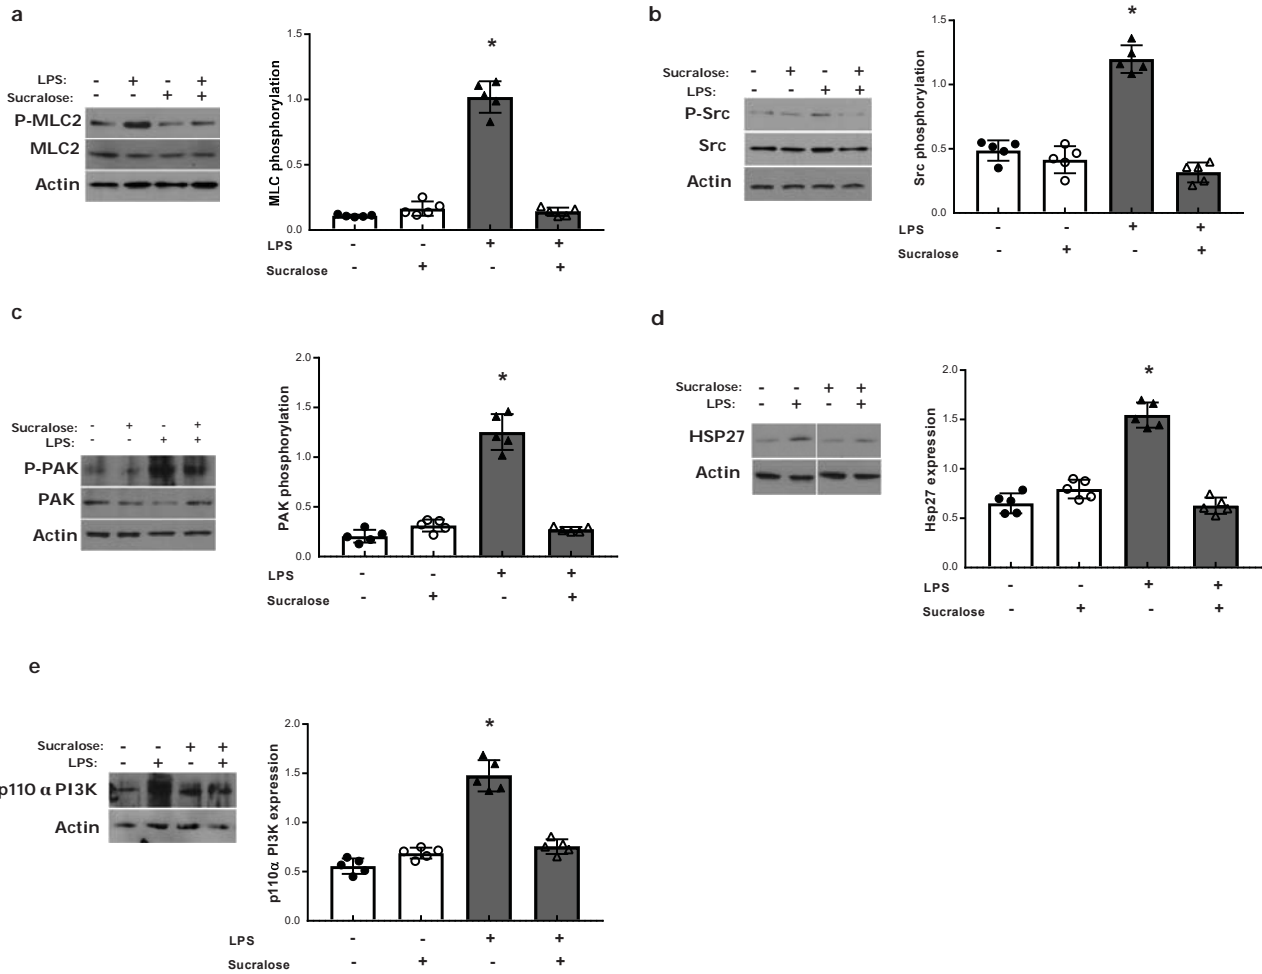 a
LPS: - + - +
Sucralose: - - + +
P-MLC2
MLC2
Actin
MLC phosphorylation
1.5
1.0
0.5
0.0
*
LPS - - + +
Sucralose - + - +
b
Sucralose: - + - +
LPS: - - + +
P-Src
Src
Actin
Src phosphorylation
1.5
1.0
0.5
0.0
*
LPS - - + +
Sucralose - + - +
c
Sucralose: - + - +
LPS: - - + +
P-PAK
PAK
Actin
PAK phosphorylation
2.0
1.5
1.0
0.5
0.0
*
LPS - - + +
Sucralose - + - +
d
Sucralose: - - + +
LPS: - + - +
HSP27
Actin
Hsp27 expression
2.0
1.5
1.0
0.5
0.0
*
LPS - - + +
Sucralose - + - +
e
Sucralose: - - + +
LPS: - + - +
p110 α PI3K
Actin
p110α PI3K expression
2.0
1.5
1.0
0.5
0.0
*
LPS - - + +
Sucralose - + - +